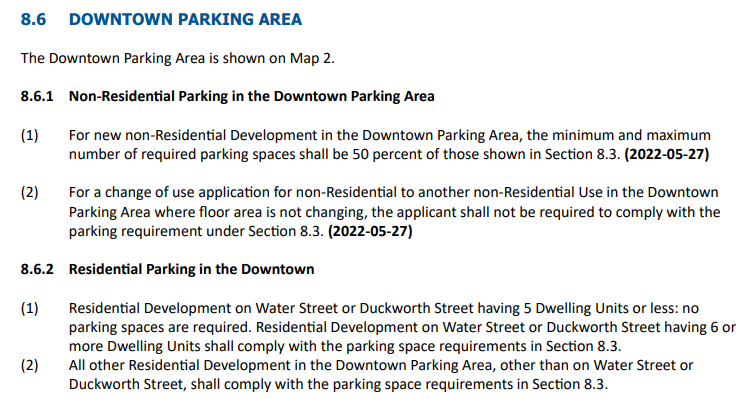 8.6 DOWNTOWN PARKING AREA
The Downtown Parking Area is shown on Map 2.
8.6.1 Non-Residential Parking in the Downtown Parking Area
(1) For new non-Residential Development in the Downtown Parking Area, the minimum and maximum
number of required parking spaces shall be 50 percent of those shown in Section 8.3. (2022-05-27)
(2) For a change of use application for non-Residential to another non-Residential Use in the Downtown
Parking Area where floor area is not changing, the applicant shall not be required to comply with the
parking requirement under Section 8.3. (2022-05-27)
8.6.2 Residential Parking in the Downtown
(1) Residential Development on Water Street or Duckworth Street having 5 Dwelling Units or less: no
parking spaces are required. Residential Development on Water Street or Duckworth Street having 6 or
more Dwelling Units shall comply with the parking space requirements in Section 8.3.
(2) All other Residential Development in the Downtown Parking Area, other than on Water Street or
Duckworth Street, shall comply with the parking space requirements in Section 8.3.